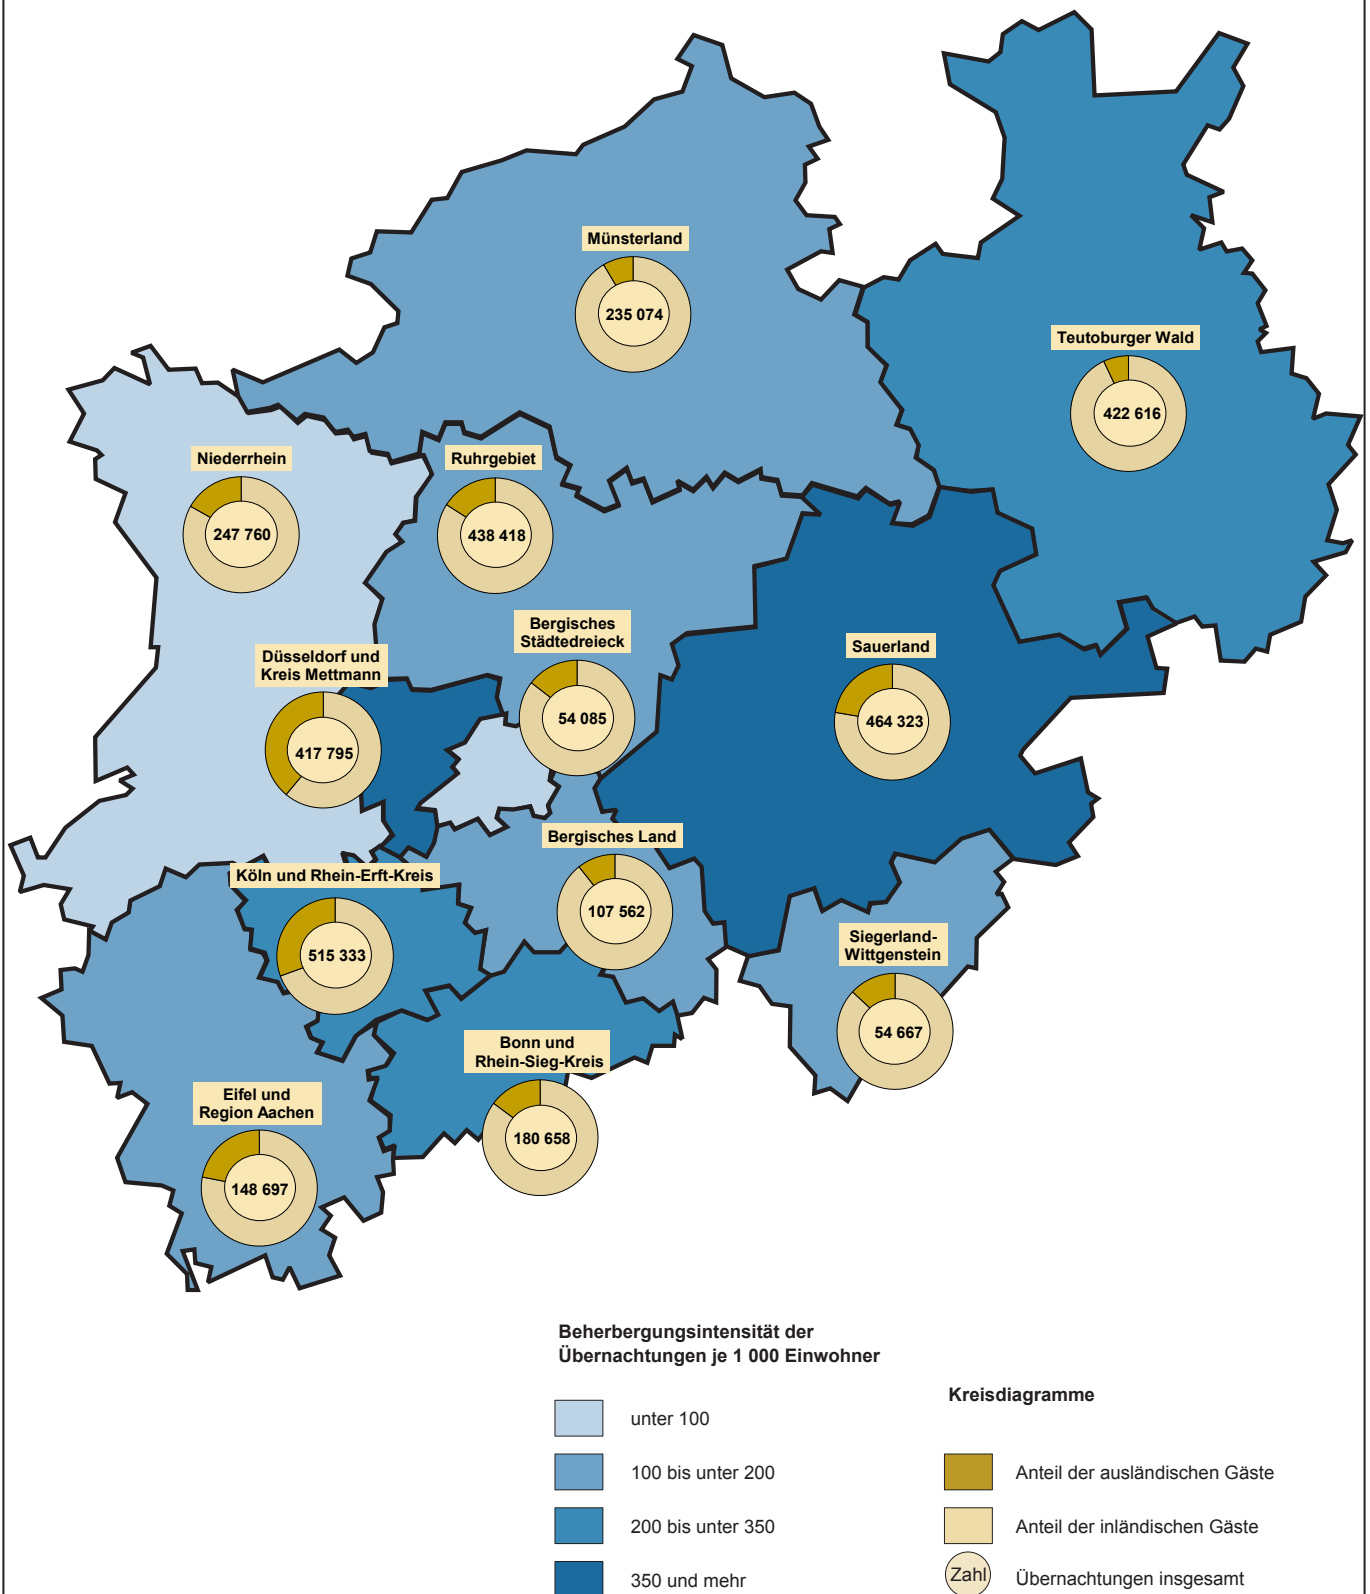 Münsterland
235 074
Teutoburger Wald
422 616
Niederrhein
247 760
Ruhrgebiet
438 418
Bergisches
Städtedreieck
54 085
Düsseldorf und
Kreis Mettmann
417 795
Sauerland
464 323
Bergisches Land
107 562
Köln und Rhein-Erft-Kreis
515 333
Siegerland-
Wittgenstein
54 667
Bonn und
Rhein-Sieg-Kreis
180 658
Eifel und
Region Aachen
148 697
Beherbergungsintensität der
Übernachtungen je 1 000 Einwohner
unter 100
100 bis unter 200
200 bis unter 350
350 und mehr
Kreisdiagramme
Anteil der ausländischen Gäste
Anteil der inländischen Gäste
Zahl Übernachtungen insgesamt